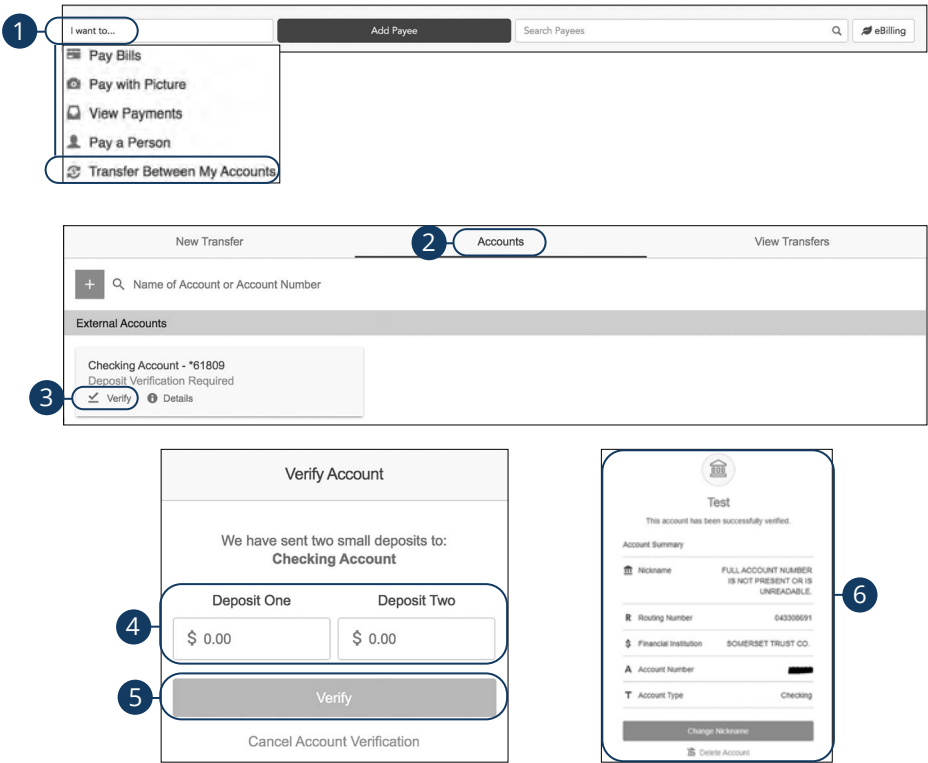 1
I want to...
Add Payee
Search Payees
eBilling
Pay Bills
Pay with Picture
View Payments
Pay a Person
Transfer Between My Accounts
New Transfer
2
Accounts
View Transfers
+
Name of Account or Account Number
External Accounts
Checking Account - *61809
Deposit Verification Required
3
Verify
Details
Verify Account
We have sent two small deposits to:
Checking Account
Deposit One
Deposit Two
4
$ 0.00
$ 0.00
5
Verify
Cancel Account Verification
Test
This account has been successfully verified.
Account Summary
Nickname
FULL ACCOUNT NUMBER
IS NOT PRESENT OR IS
UNREADABLE.
6
R Routing Number
043308691
$ Financial Institution
SOMERSET TRUST CO.
A Account Number
T Account Type
Checking
Change Nickname
Delete Account